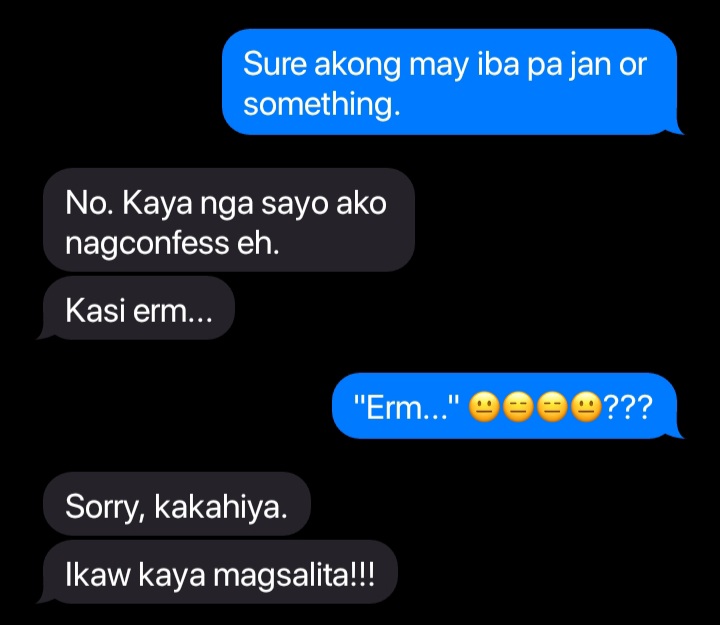 Sure akong may iba pa jan or
something.
No. Kaya nga sayo ako
nagconfess eh.
Kasi erm...
"Erm..." 😐😑😑😐???
Sorry, kakahiya.
Ikaw kaya magsalita!!!